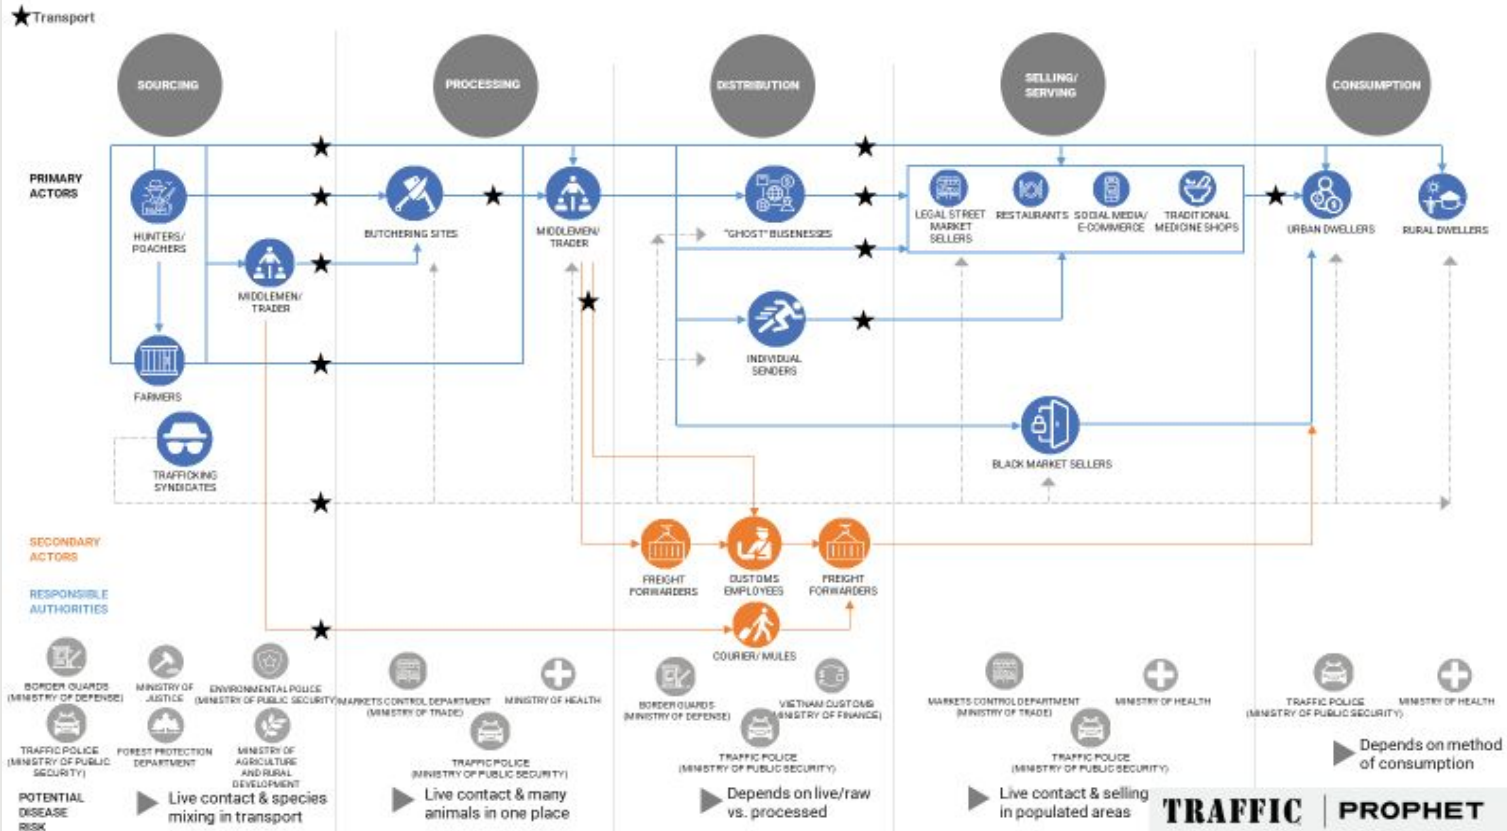 Transport
SOURCING
PROCESSING
DISTRIBUTION
SELLING/
SERVING
CONSUMPTION
PRIMARY
ACTORS
HUNTERS/
POACHERS
BUTCHERING SITES
MIDDLEMEN/
TRADER
"GHOST" BUSENESSES
LEGAL STREET
MARKET
SELLERS
RESTAURANTS
SOCIAL MEDIA/
E-COMMERCE
TRADITIONAL
MEDICINE SHOPS
URBAN DWELLERS
RURAL DWELLERS
MIDDLEMEN/
TRADER
INDIVIDUAL
SENDERS
FARMERS
BLACK MARKET SELLERS
TRAFFICKING
SYNDICATES
SECONDARY
ACTORS
FREIGHT
FORWARDERS
CUSTOMS
EMPLOYEES
FREIGHT
FORWARDERS
COURIER/ MULES
RESPONSIBLE
AUTHORITIES
BORDER GUARDS
(MINISTRY OF DEFENSE)
MINISTRY OF
JUSTICE
ENVIRONMENTAL POLICE
(MINISTRY OF PUBLIC SECURITY)
TRAFFIC POLICE
(MINISTRY OF PUBLIC
SECURITY)
FOREST PROTECTION
DEPARTMENT
MINISTRY OF
AGRICULTURE
AND RURAL
DEVELOPMENT
MARKETS CONTROL DEPARTMENT
(MINISTRY OF TRADE)
MINISTRY OF HEALTH
TRAFFIC POLICE
(MINISTRY OF PUBLIC SECURITY)
BORDER GUARDS
(MINISTRY OF DEFENSE)
VIETNAM CUSTOMS
MINISTRY OF FINANCE)
TRAFFIC POLICE
(MINISTRY OF PUBLIC SECURITY)
MARKETS CONTROL DEPARTMENT
(MINISTRY OF TRADE)
MINISTRY OF HEALTH
TRAFFIC POLICE
(MINISTRY OF PUBLIC SECURITY)
TRAFFIC POLICE
(MINISTRY OF PUBLIC SECURITY)
MINISTRY OF HEALTH
POTENTIAL
DISEASE
RISK
Live contact & species
mixing in transport
Live contact & many
animals in one place
Depends on live/raw
vs. processed
Live contact & selling
in populated areas
Depends on method
of consumption
TRAFFIC | PROPHET